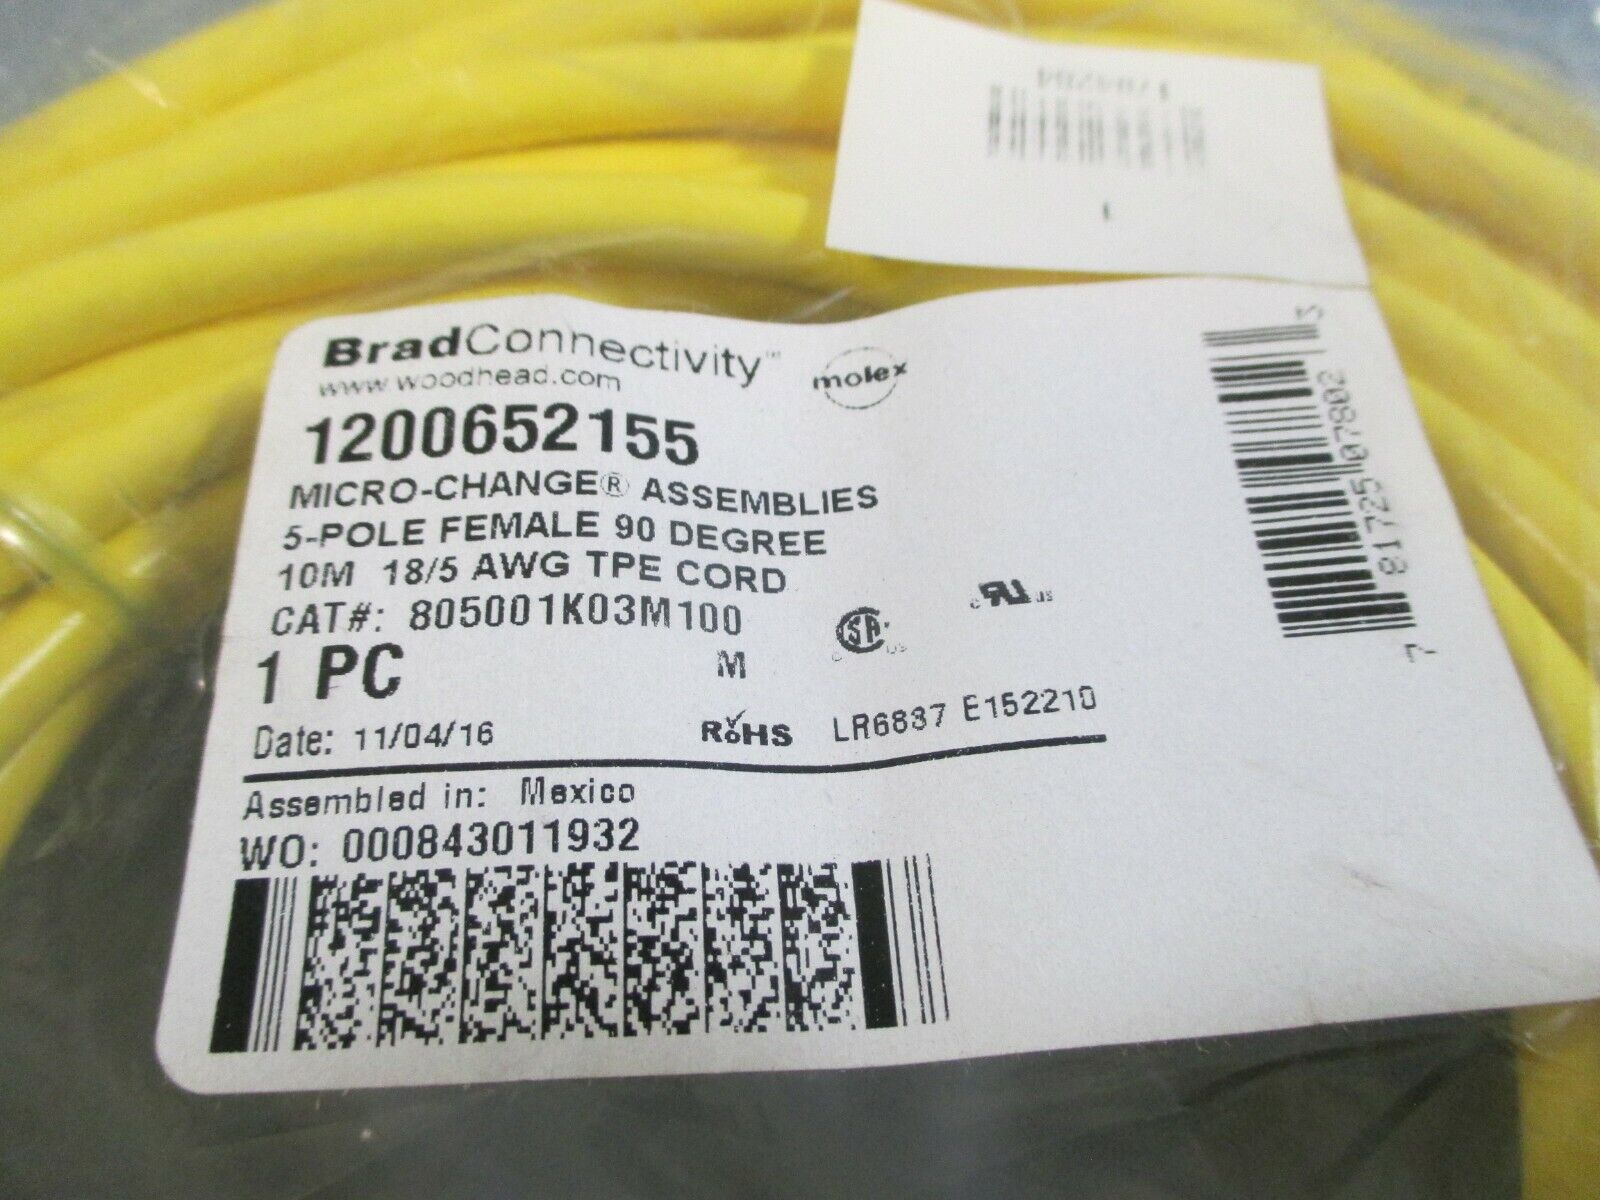 BradConnectivity™
molex
www.woodhead.com
1200652155
MICRO-CHANGE® ASSEMBLIES
5-POLE FEMALE 90 DEGREE
10M 18/5 AWG TPE CORD
CAT#: 805001K03M100
1 PC
M
Date: 11/04/16
RoHS
LR6837 E152210
Assembled in: Mexico
WO: 000843011932
7 81725 07802 3